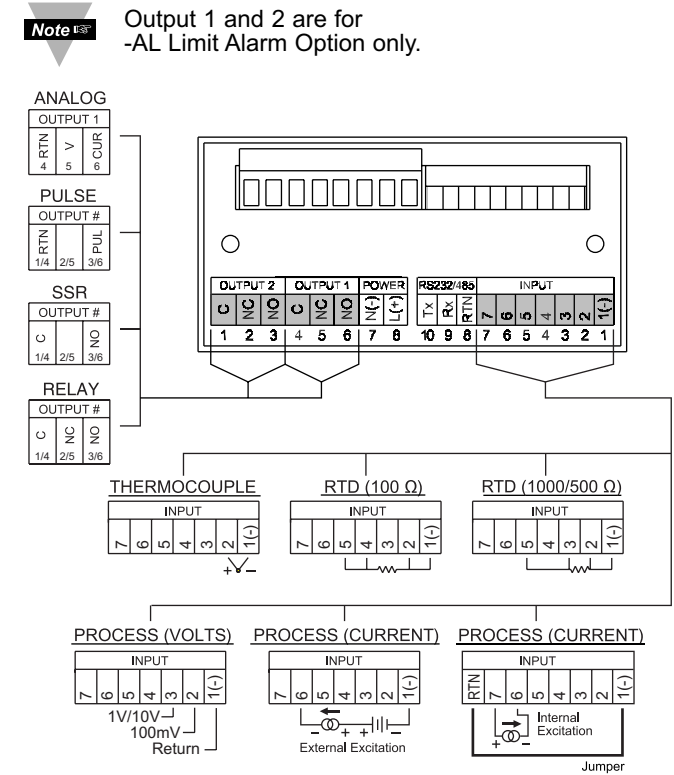 Note ☞
Output 1 and 2 are for
-AL Limit Alarm Option only.
ANALOG
OUTPUT 1
RTN V CUR
4 5 6
PULSE
OUTPUT #
RTN PUL
1/4 2/5 3/6
SSR
OUTPUT #
C NO
1/4 2/5 3/6
RELAY
OUTPUT #
C NC NO
1/4 2/5 3/6
OUTPUT 2 OUTPUT 1 POWER RS232/485 INPUT
C NC NO C NC NO N(-) L(+) Tx Rx RTN 7 6 5 4 3 2 1(-)
1 2 3 4 5 6 7 8 10 9 8 7 6 5 4 3 2 1
THERMOCOUPLE
INPUT
7 6 5 4 3 2 1(-)
+ −
RTD (100 Ω)
INPUT
7 6 5 4 3 2 1(-)
RTD (1000/500 Ω)
INPUT
7 6 5 4 3 2 1(-)
PROCESS (VOLTS)
INPUT
7 6 5 4 3 2 1(-)
1V/10V
100mV
Return
PROCESS (CURRENT)
INPUT
7 6 5 4 3 2 1(-)
− + + −
External Excitation
PROCESS (CURRENT)
INPUT
RTN 7 6 5 4 3 2 1(-)
+ −
Internal
Excitation
Jumper